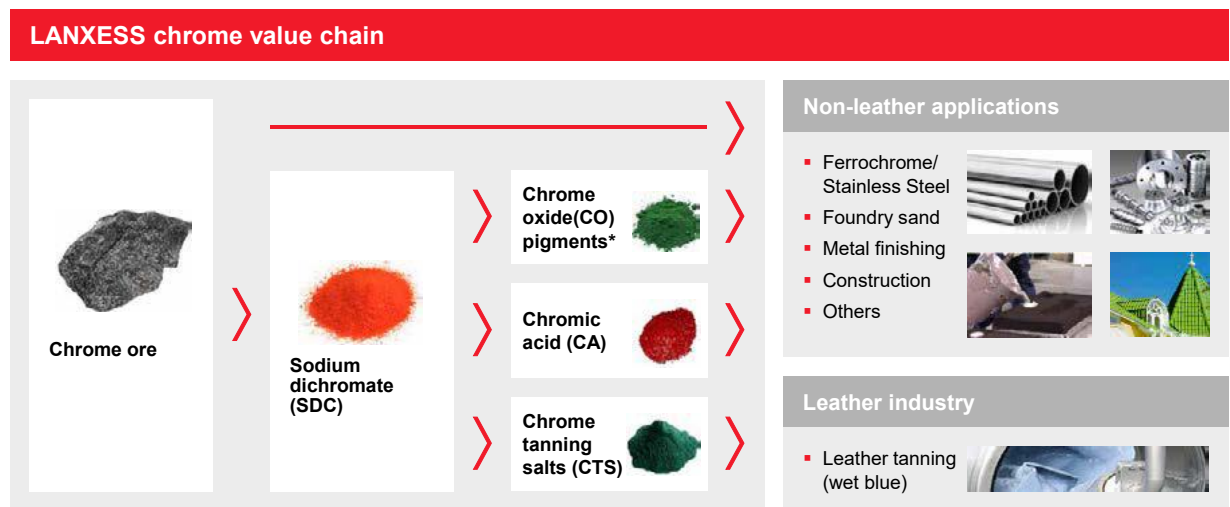 LANXESS chrome value chain
Chrome ore
Sodium
dichromate
(SDC)
Chrome
oxide(CO)
pigments*
Chromic
acid (CA)
Chrome
tanning
salts (CTS)
Non-leather applications
▪ Ferrochrome/
Stainless Steel
▪ Foundry sand
▪ Metal finishing
▪ Construction
▪ Others
Leather industry
▪ Leather tanning
(wet blue)